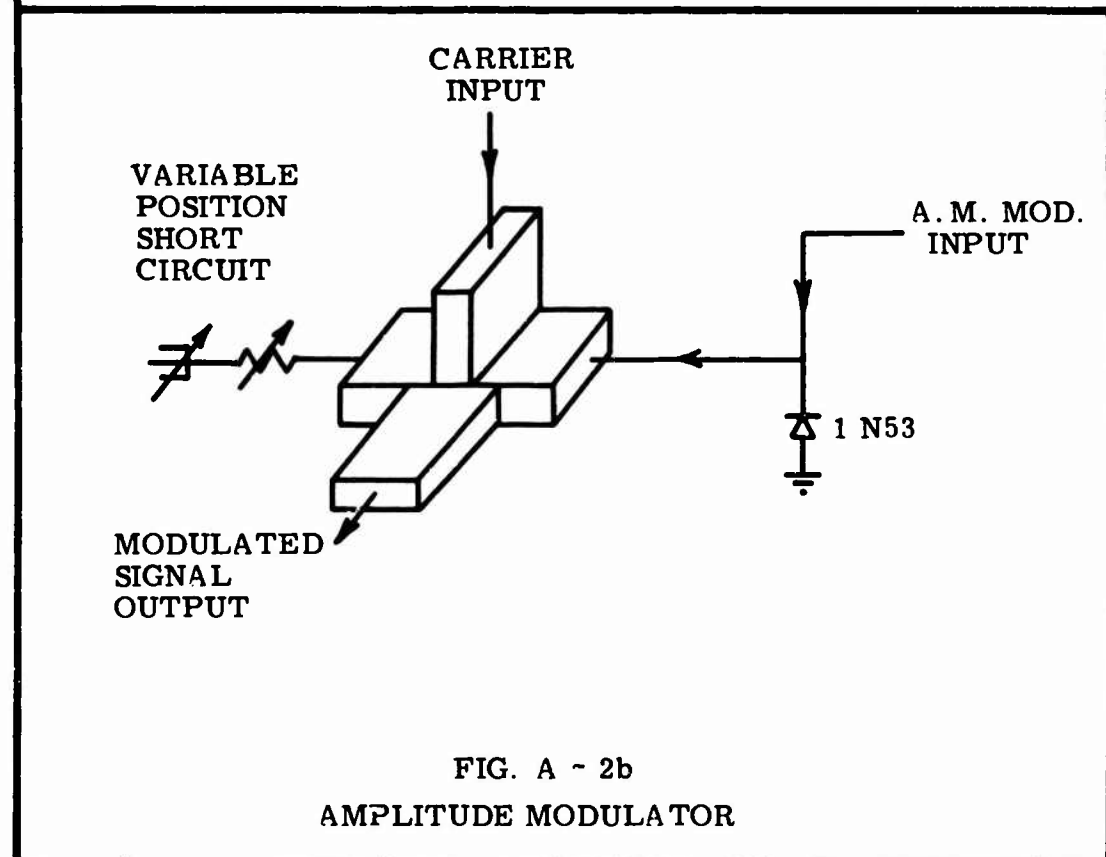 CARRIER
INPUT
VARIABLE
POSITION
SHORT
CIRCUIT
A. M. MOD.
INPUT
1 N53
MODULATED
SIGNAL
OUTPUT
FIG. A - 2b
AMPLITUDE MODULATOR